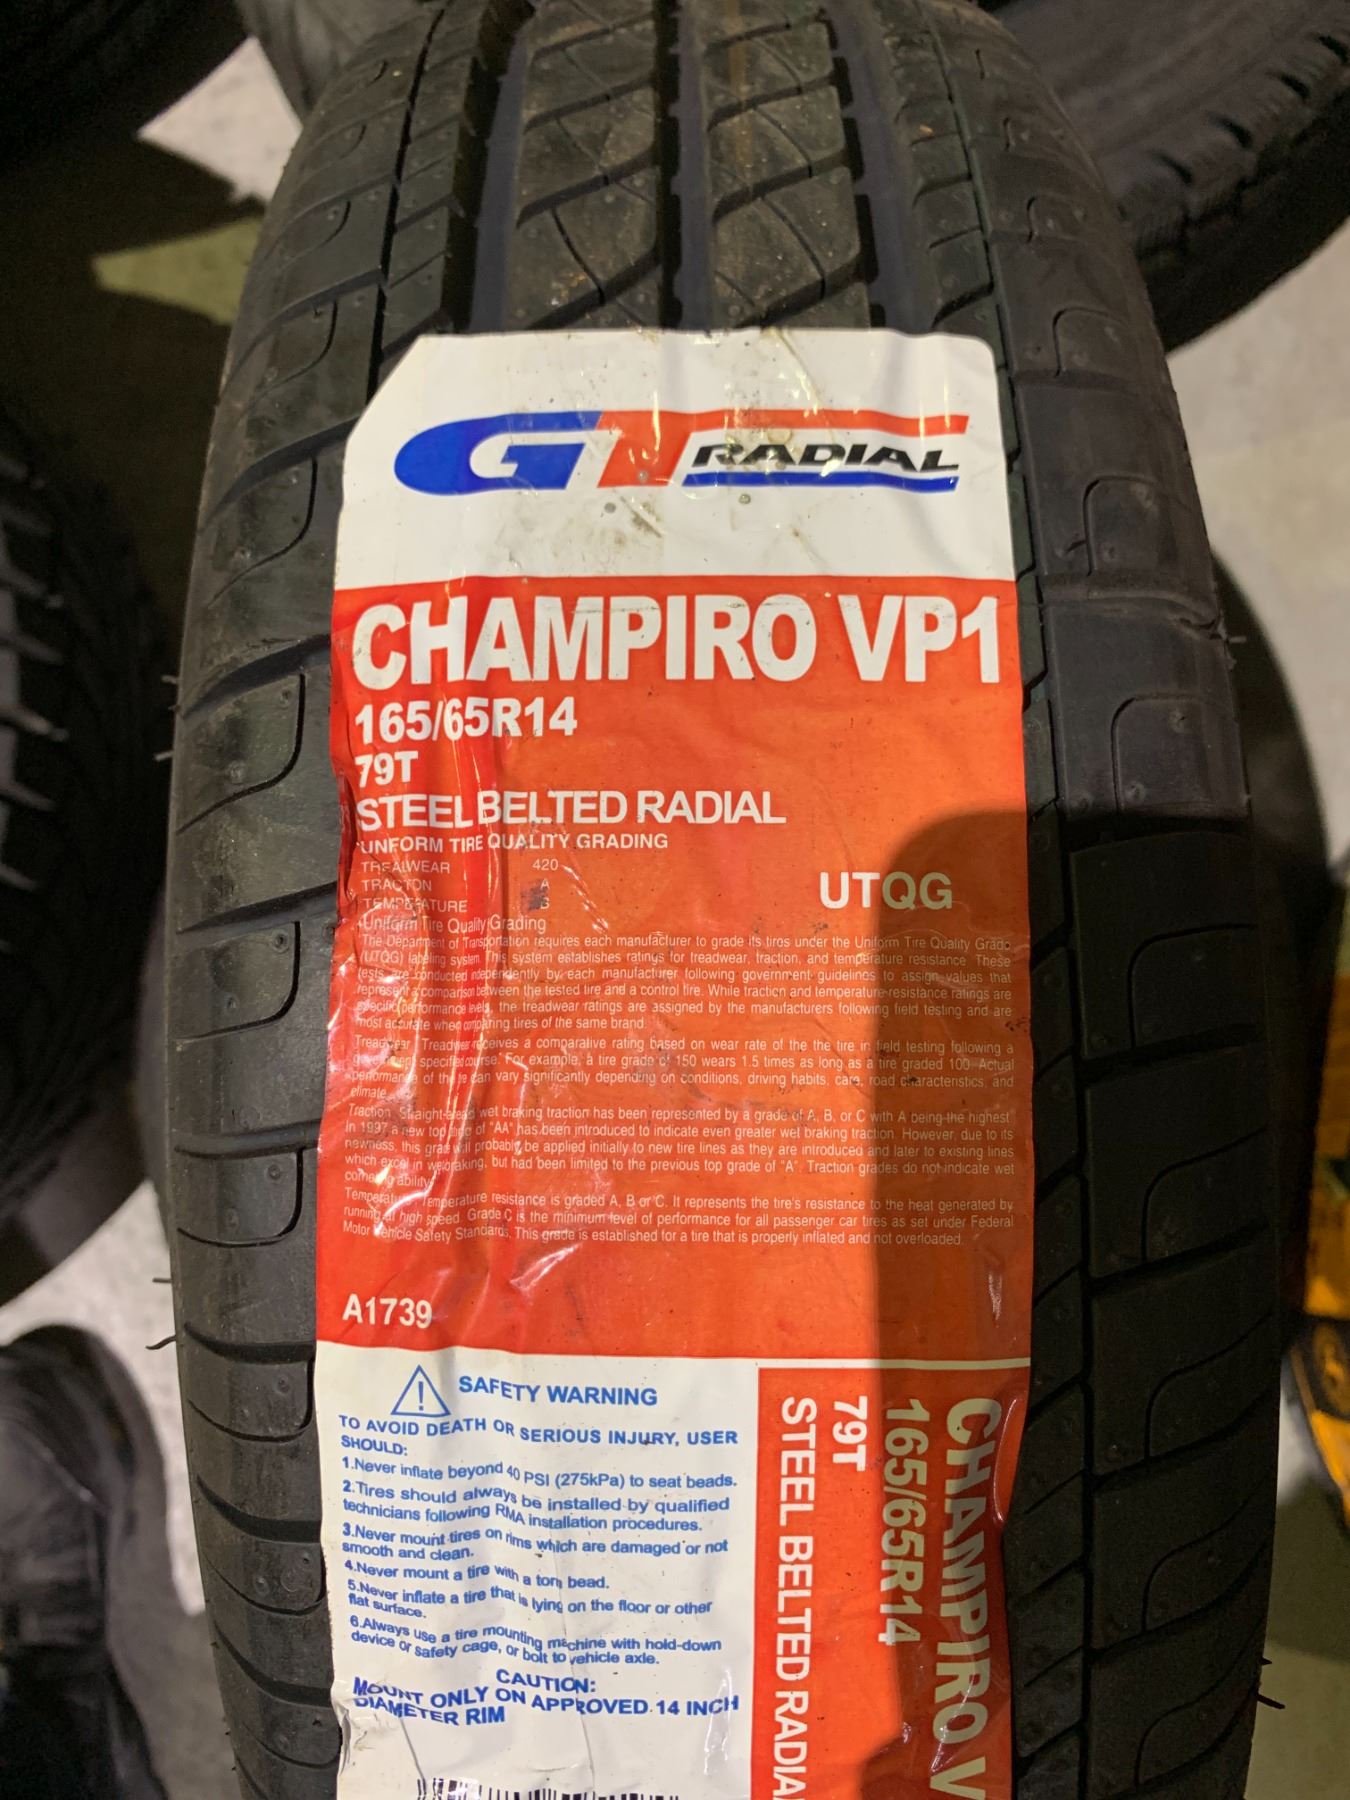 GT RADIAL
CHAMPIRO VP1
165/65R14
79T
STEEL BELTED RADIAL
UNIFORM TIRE QUALITY GRADING
TREADWEAR 420
TRACTION A
TEMPERATURE B
UTQG
Uniform Tire Quality Grading
The Department of Transportation requires each manufacturer to grade its tires under the Uniform Tire Quality Grade
(UTQG) labeling system. This system establishes ratings for treadwear, traction, and temperature resistance. These
tests are conducted independently by each manufacturer following government guidelines to assign values that
represent a comparison between the tested tire and a control tire. While traction and temperature resistance ratings are
specific performance levels, the treadwear ratings are assigned by the manufacturers following field testing and are
most accurate when comparing tires of the same brand.
Treadwear: Treadwear receives a comparative rating based on wear rate of the the tire in field testing following a
government specified course. For example, a tire grade of 150 wears 1.5 times as long as a tire graded 100. Actual
performance of the tire can vary significantly depending on conditions, driving habits, care, road characteristics, and
climate.
Traction: Straight-ahead wet braking traction has been represented by a grade of A, B, or C with A being the highest.
In 1997 a new top grade of "AA" has been introduced to indicate even greater wet braking traction. However, due to its
newness, this grade will probably be applied initially to new tire lines as they are introduced and later to existing lines
which excel in wet braking, but had been limited to the previous top grade of "A". Traction grades do not indicate wet
cornering ability.
Temperature: Temperature resistance is graded A, B or C. It represents the tire's resistance to the heat generated by
running at high speed. Grade C is the minimum level of performance for all passenger car tires as set under Federal
Motor Vehicle Safety Standards. This grade is established for a tire that is properly inflated and not overloaded.
A1739
SAFETY WARNING
TO AVOID DEATH OR SERIOUS INJURY, USER
SHOULD:
1.Never inflate beyond 40 PSI (275kPa) to seat beads.
2.Tires should always be installed by qualified
technicians following RMA installation procedures.
3.Never mount tires on rims which are damaged or not
smooth and clean.
4.Never mount a tire with a torn bead.
5.Never inflate a tire that is lying on the floor or other
flat surface.
6.Always use a tire mounting machine with hold-down
device or safety cage, or bolt to vehicle axle.
CAUTION:
MOUNT ONLY ON APPROVED 14 INCH
DIAMETER RIM
CHAMPIRO V
165/65R14
79T
STEEL BELTED RADIA